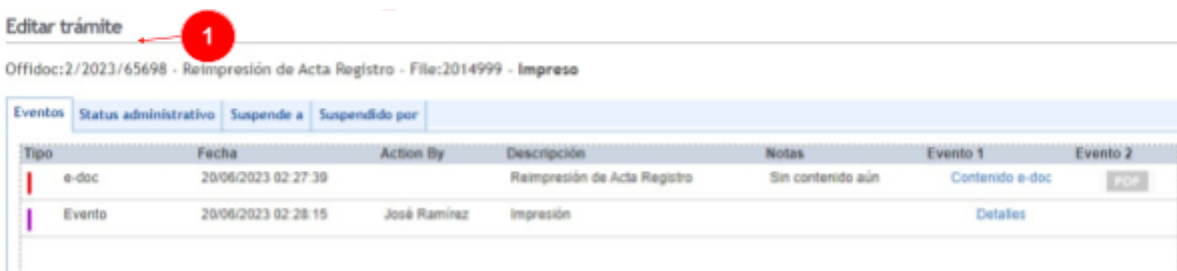 Editar trámite
1
Offidoc:2/2023/65698 - Reimpresión de Acta Registro - File:2014999 - Impreso
Eventos Status administrativo Suspende a Suspendido por
Tipo Fecha Action By Descripción Notas Evento 1 Evento 2
e-doc 20/06/2023 02:27:39 Reimpresión de Acta Registro Sin contenido aún Contenido e-doc PDF
Evento 20/06/2023 02:28:15 José Ramírez Impresión Detalles